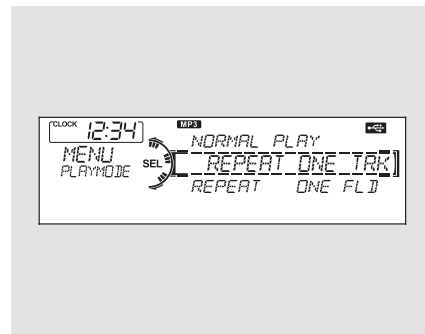 CLOCK 12:34
MP3
MENU
PLAYMODE
SEL
NORMAL PLAY
REPEAT ONE TRK
REPEAT ONE FLD